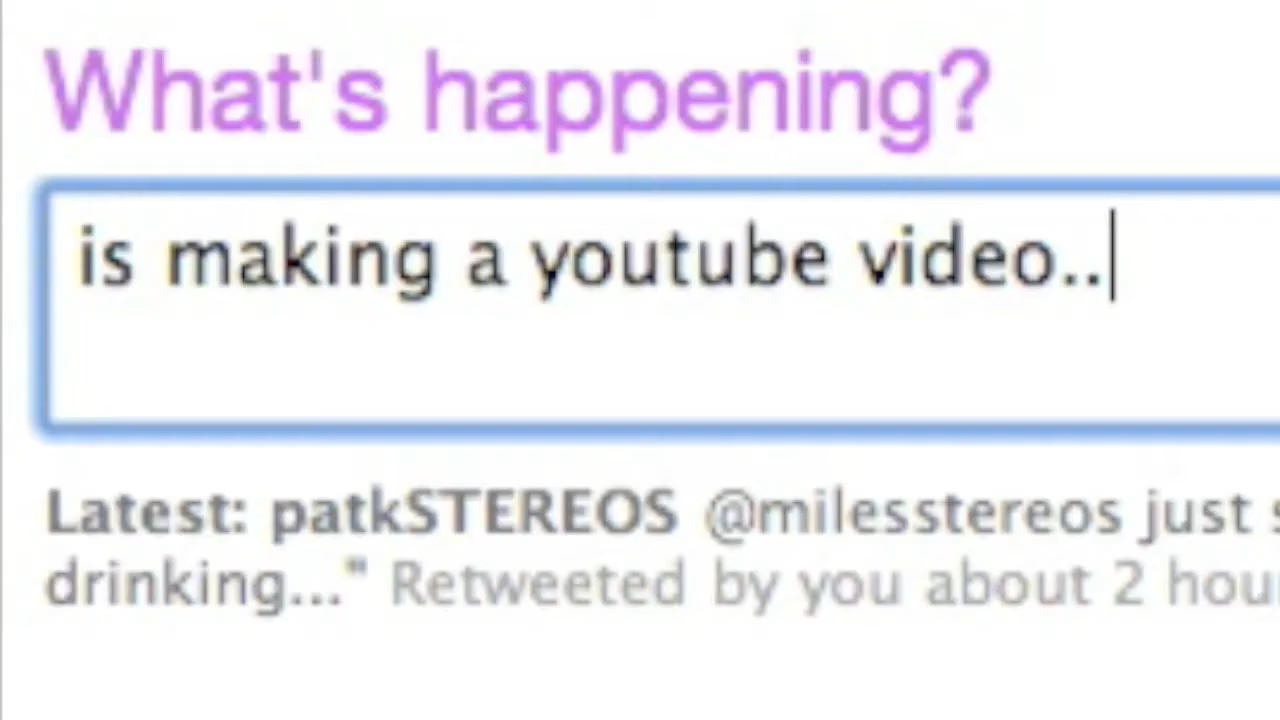 What's happening?
is making a youtube video..
Latest: patkSTEREOS @milesstereos just
drinking..." Retweeted by you about 2